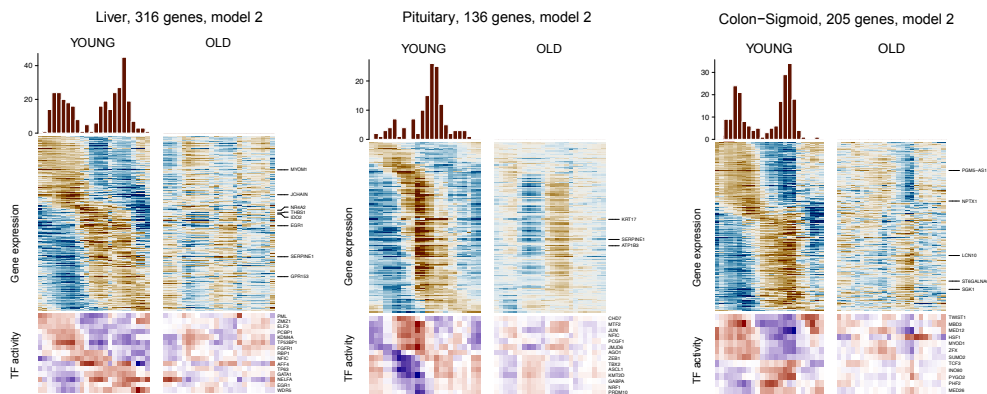 Liver, 316 genes, model 2
YOUNG
OLD
40
20
0
Gene expression
MYOM1
JCHAIN
NR4A2
THBS1
IDO2
EGR1
SERPINE1
GPR153
TF activity
PML
ZMIZ1
ELF3
PCBP1
KDM4A
TP53BP1
FGFR1
RBP1
NFIC
AFF4
TP63
GATA1
NELFA
EGR1
WDR5
Pituitary, 136 genes, model 2
YOUNG
OLD
20
10
0
Gene expression
KRT17
SERPINE1
ATP1B3
TF activity
CHD7
MTF2
JUN
NFIC
PCGF1
JMJD6
AGO1
ZEB1
TBX2
ASCL1
KMT2D
GABPA
NRF1
PRDM10
Colon−Sigmoid, 205 genes, model 2
YOUNG
OLD
30
20
10
0
Gene expression
PGM5−AS1
NPTX1
LCN10
ST6GALNA
SGK1
TF activity
TWIST1
MBD3
MED12
HSF1
MYOD1
ZFX
SUMO2
TCF3
INO80
PYGO2
PHF2
MED26